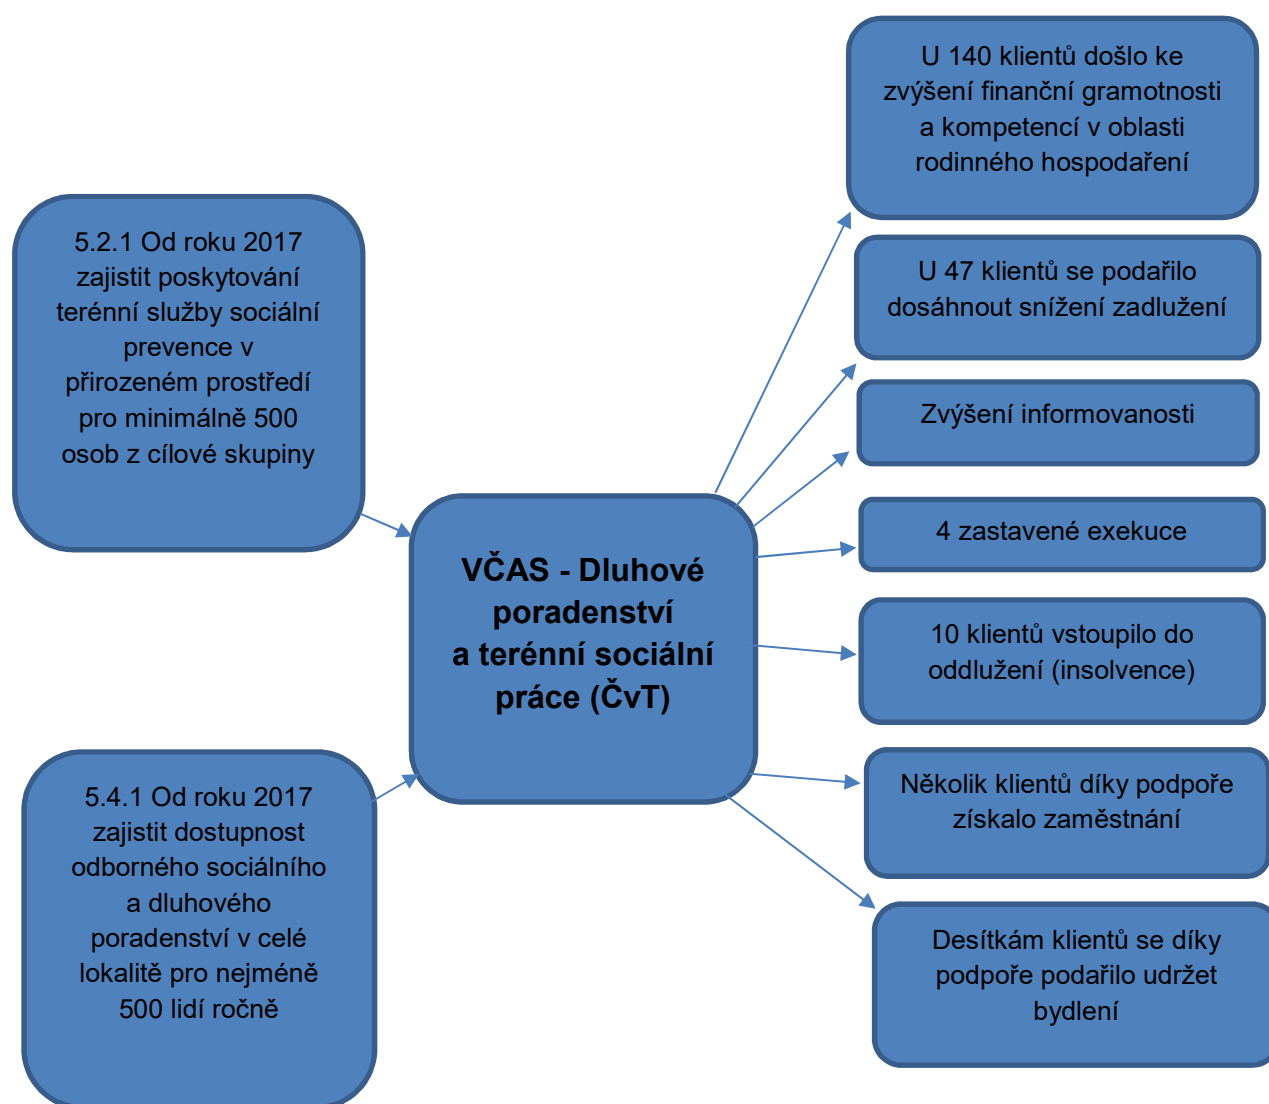 5.2.1 Od roku 2017
zajistit poskytování
terénní služby sociální
prevence v
přirozeném prostředí
pro minimálně 500
osob z cílové skupiny
5.4.1 Od roku 2017
zajistit dostupnost
odborného sociálního
a dluhového
poradenství v celé
lokalitě pro nejméně
500 lidí ročně
VČAS - Dluhové
poradenství
a terénní sociální
práce (ČvT)
U 140 klientů došlo ke
zvýšení finanční gramotnosti
a kompetencí v oblasti
rodinného hospodaření
U 47 klientů se podařilo
dosáhnout snížení zadlužení
Zvýšení informovanosti
4 zastavené exekuce
10 klientů vstoupilo do
oddlužení (insolvence)
Několik klientů díky podpoře
získalo zaměstnání
Desítkám klientů se díky
podpoře podařilo udržet
bydlení